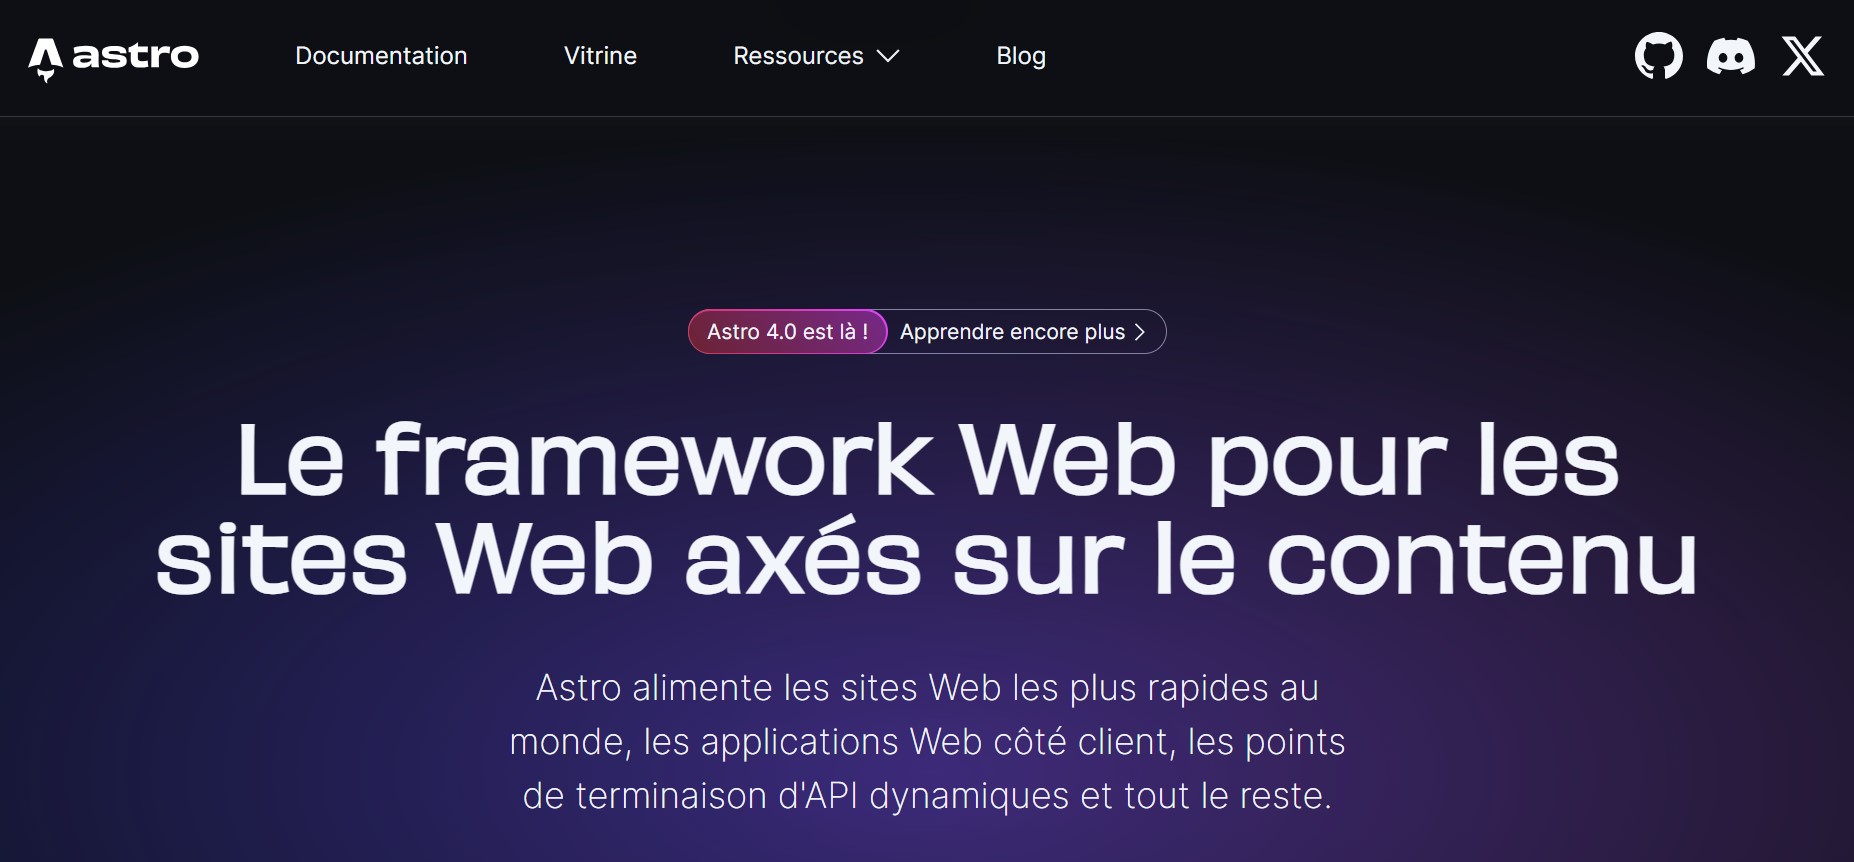 astro
Documentation
Vitrine
Ressources
Blog
Astro 4.0 est là !
Apprendre encore plus
Le framework Web pour les
sites Web axés sur le contenu
Astro alimente les sites Web les plus rapides au
monde, les applications Web côté client, les points
de terminaison d'API dynamiques et tout le reste.